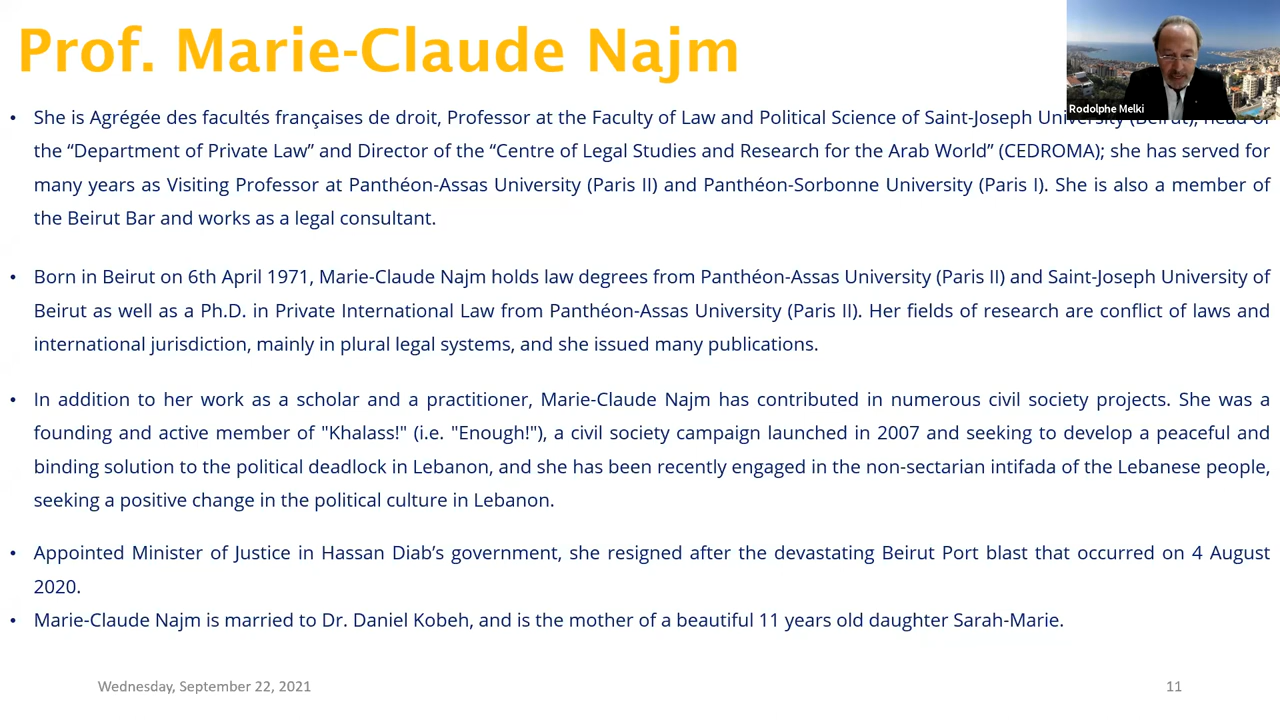 Prof. Marie-Claude Najm
Rodolphe Melki
• She is Agrégée des facultés françaises de droit, Professor at the Faculty of Law and Political Science of Saint-Joseph University (Beirut), head of
the “Department of Private Law” and Director of the “Centre of Legal Studies and Research for the Arab World” (CEDROMA); she has served for
many years as Visiting Professor at Panthéon-Assas University (Paris II) and Panthéon-Sorbonne University (Paris I). She is also a member of
the Beirut Bar and works as a legal consultant.
• Born in Beirut on 6th April 1971, Marie-Claude Najm holds law degrees from Panthéon-Assas University (Paris II) and Saint-Joseph University of
Beirut as well as a Ph.D. in Private International Law from Panthéon-Assas University (Paris II). Her fields of research are conflict of laws and
international jurisdiction, mainly in plural legal systems, and she issued many publications.
• In addition to her work as a scholar and a practitioner, Marie-Claude Najm has contributed in numerous civil society projects. She was a
founding and active member of "Khalass!" (i.e. "Enough!"), a civil society campaign launched in 2007 and seeking to develop a peaceful and
binding solution to the political deadlock in Lebanon, and she has been recently engaged in the non-sectarian intifada of the Lebanese people,
seeking a positive change in the political culture in Lebanon.
• Appointed Minister of Justice in Hassan Diab’s government, she resigned after the devastating Beirut Port blast that occurred on 4 August
2020.
• Marie-Claude Najm is married to Dr. Daniel Kobeh, and is the mother of a beautiful 11 years old daughter Sarah-Marie.
Wednesday, September 22, 2021
11